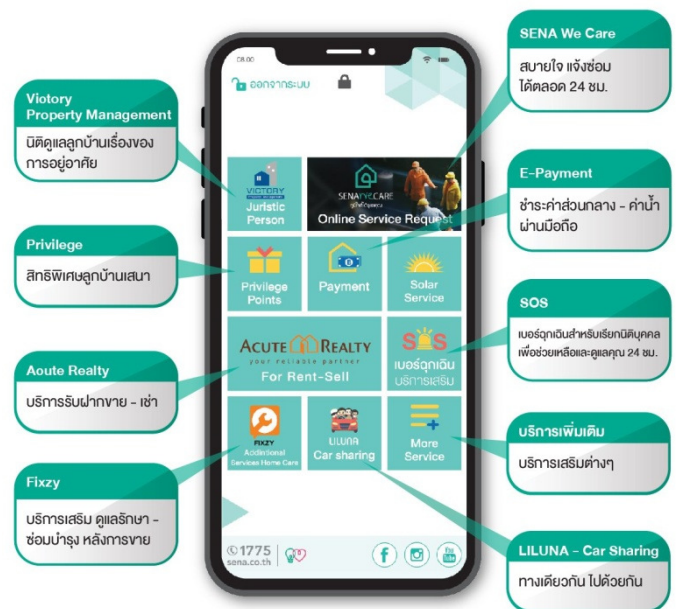 SENA We Care
สบายใจ แจ้งซ่อม
ได้ตลอด 24 ชม.
Viotory
Property Management
นิติดูแลลูกบ้านเรื่องของ
การอยู่อาศัย
E-Payment
ชำระค่าส่วนกลาง - ค่าน้ำ
ผ่านมือถือ
Privilege
สิทธิพิเศษลูกบ้านเสนา
SOS
เบอร์ฉุกเฉินสำหรับเรียกนิติบุคคล
เพื่อช่วยเหลือและดูแลคุณ 24 ชม.
Aoute Realty
บริการรับฝากขาย - เช่า
บริการเพิ่มเติม
บริการเสริมต่างๆ
Fixzy
บริการเสริม ดูแลรักษา -
ซ่อมบำรุง หลังการขาย
LILUNA - Car Sharing
ทางเดียวกัน ไปด้วยกัน
08:00
ออกจากระบบ
VICTORY
Juristic
Person
SENA WE CARE
Online Service Request
Privilege
Points
Payment
Solar
Service
ACUTE REALTY
your reliable partner
For Rent-Sell
SOS
เบอร์ฉุกเฉิน
บริการเสริม
FIXZY
Addintional
Services Home Care
LILUNA
Car sharing
More
Service
1775
sena.co.th
You
Tube